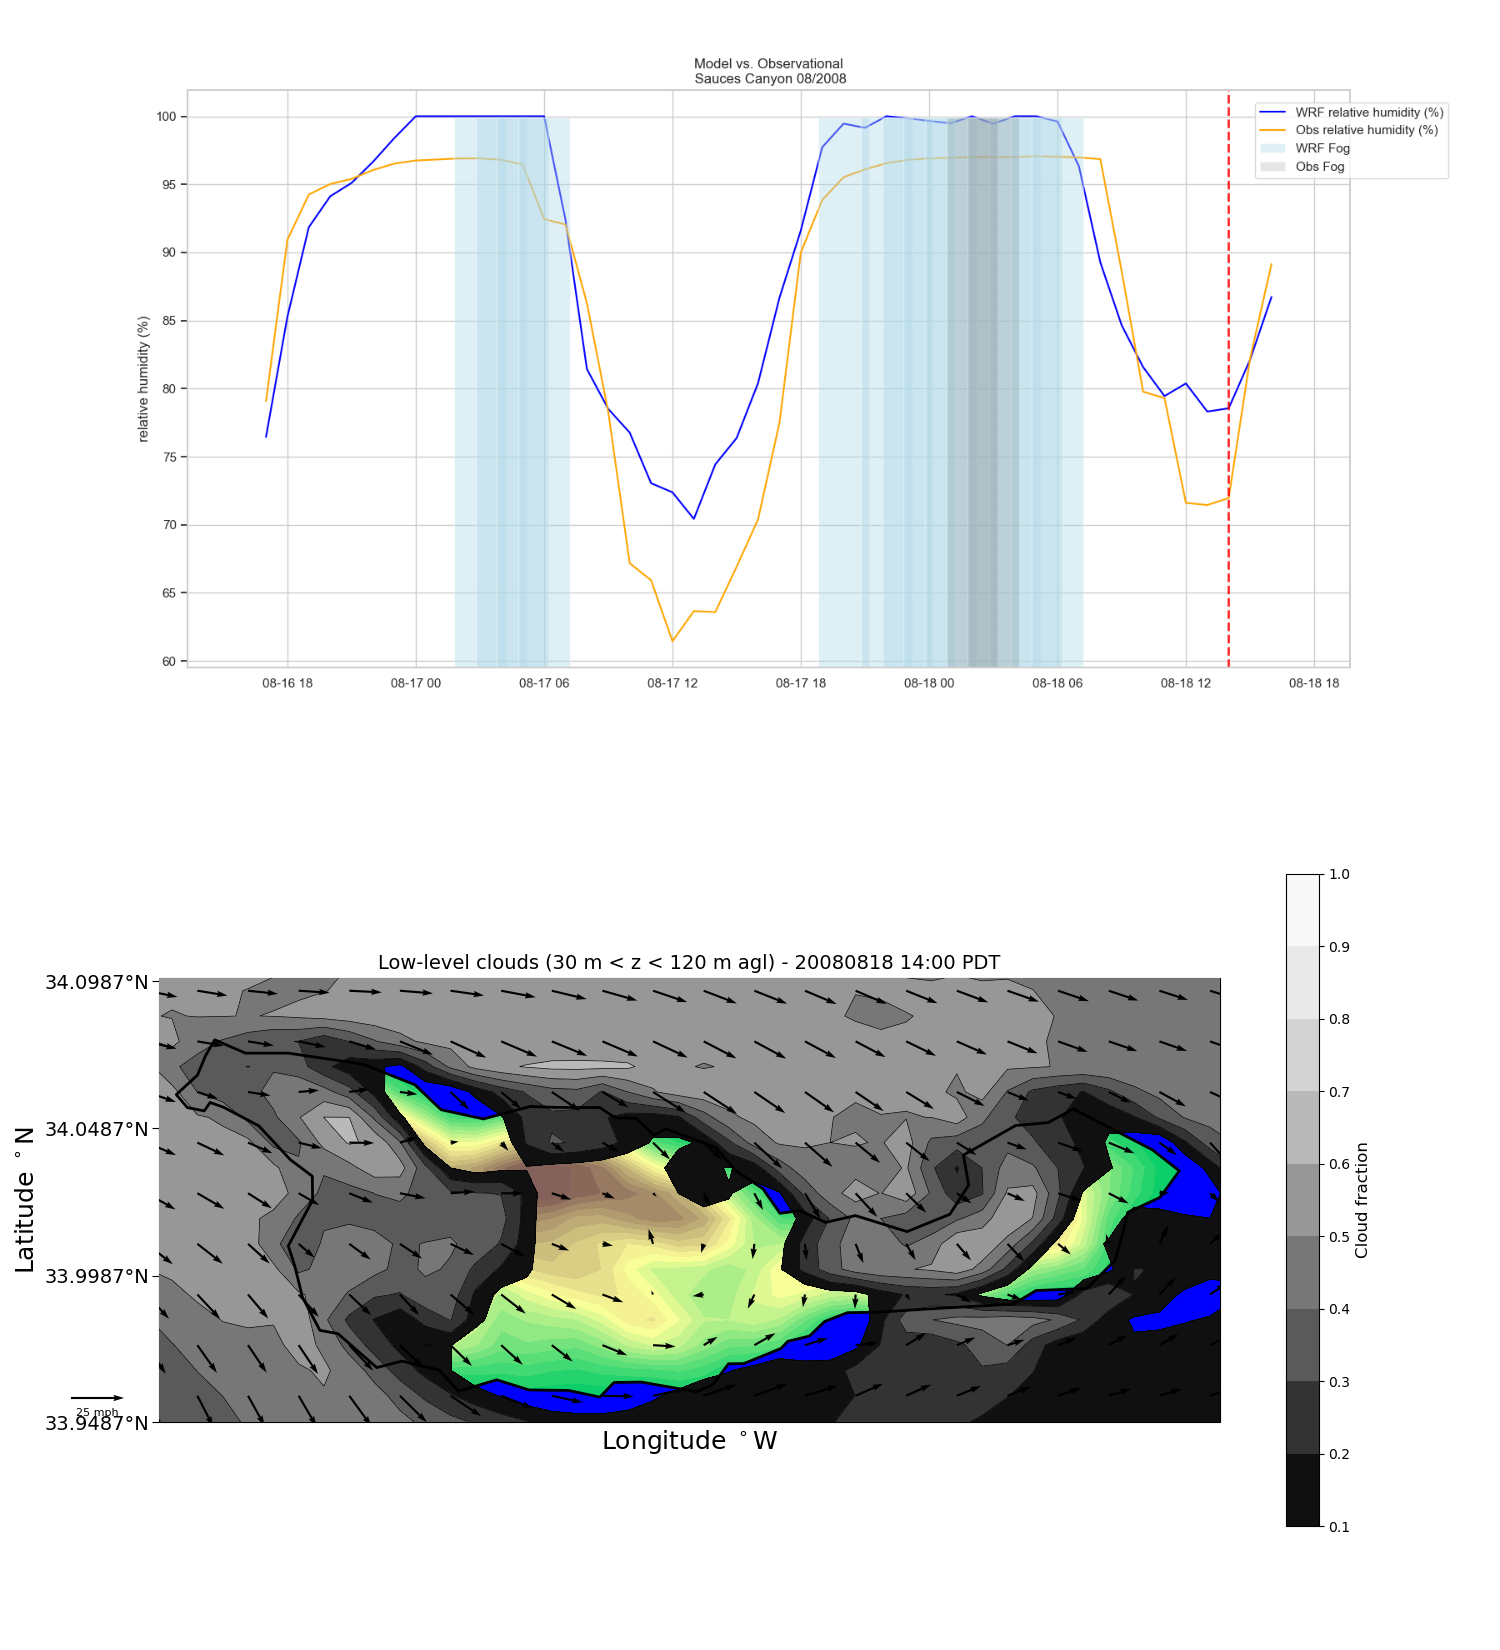 Model vs. Observational
Sauces Canyon 08/2008
100
95
90
85
80
75
70
65
60
relative humidity (%)
WRF relative humidity (%)
Obs relative humidity (%)
WRF Fog
Obs Fog
08-16 18
08-17 00
08-17 06
08-17 12
08-17 18
08-18 00
08-18 06
08-18 12
08-18 18
Low-level clouds (30 m < z < 120 m agl) - 20080818 14:00 PDT
34.0987°N
34.0487°N
33.9987°N
33.9487°N
Latitude °N
25 mph
Longitude °W
1.0
0.9
0.8
0.7
0.6
0.5
0.4
0.3
0.2
0.1
Cloud fraction